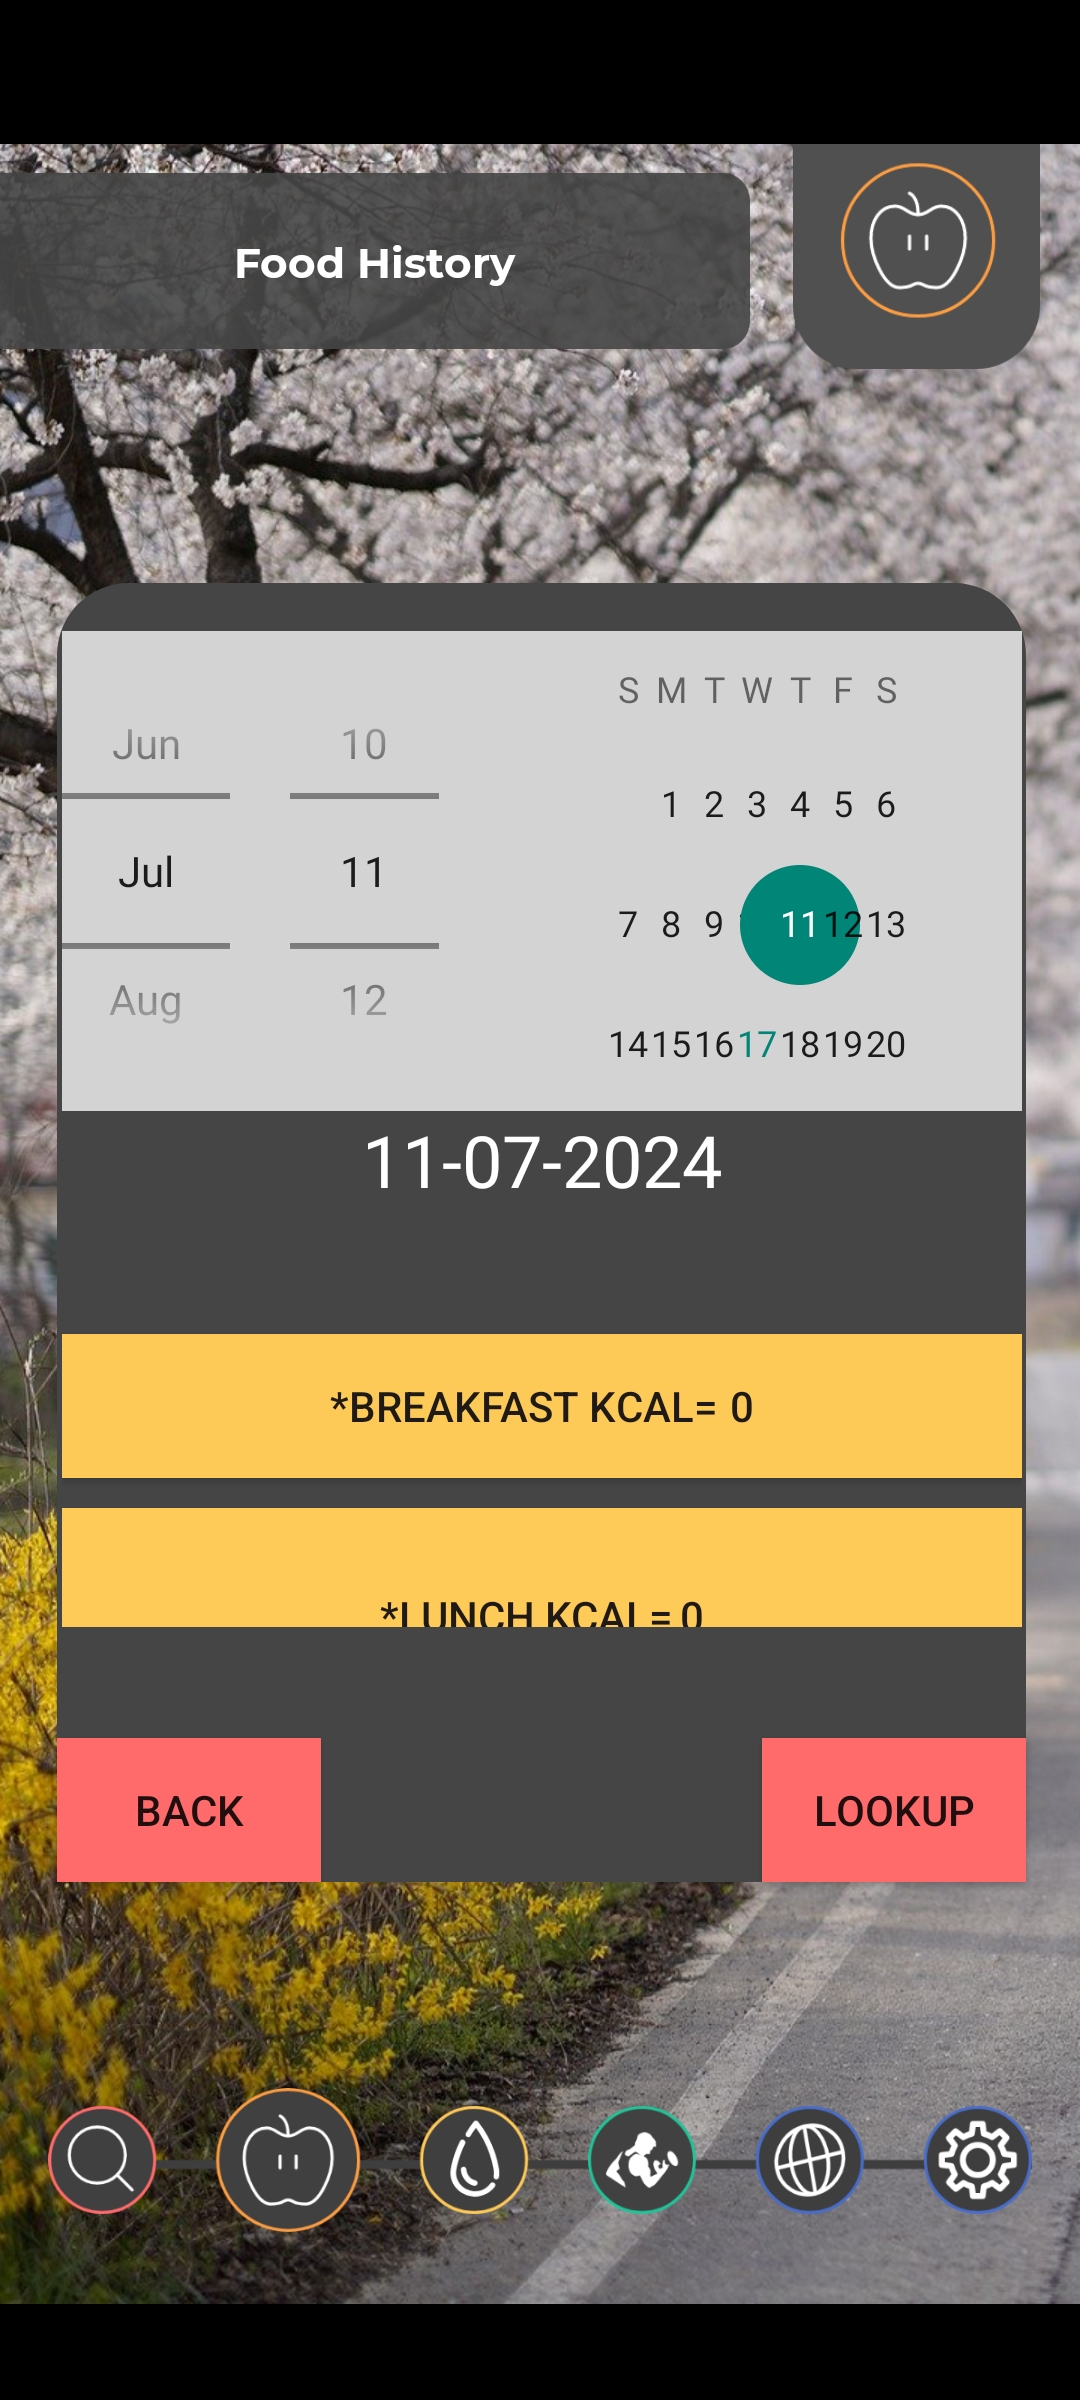 Food History
Jun 10
Jul 11
Aug 12
S M T W T F S
1 2 3 4 5 6
7 8 9 11 12 13
14 15 16 17 18 19 20
11-07-2024
*BREAKFAST KCAL= 0
*LUNCH KCAL= 0
BACK
LOOKUP